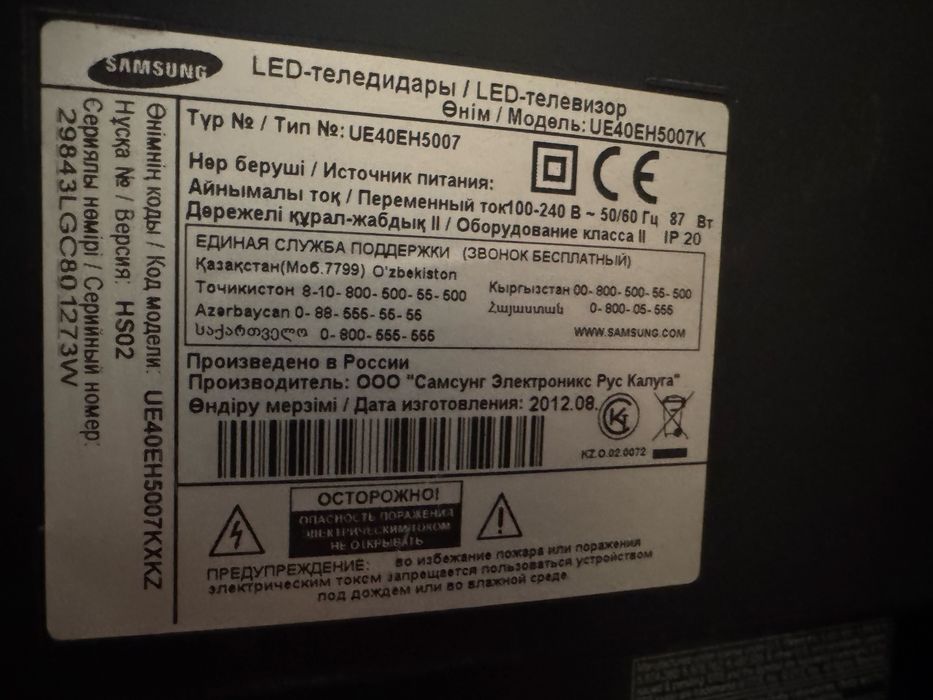 SAMSUNG
LED-теледидары / LED-телевизор
Өнім / Модель: UE40EH5007K
Түр № / Тип №: UE40EH5007
Нәр беруші / Источник питания:
Айнымалы ток / Переменный ток100-240 В ~ 50/60 Гц 87 Вт
Дәрежелі құрал-жабдық II / Оборудование класса II IP 20
ЕДИНАЯ СЛУЖБА ПОДДЕРЖКИ (ЗВОНОК БЕСПЛАТНЫЙ)
Қазақстан(Моб.7799) O'zbekiston
Точикистон 8-10-800-500-55-500 Кыргызстан 00-800-500-55-500
Azərbaycan 0-88-555-55-55 Հայաստան 0-800-05-555
საქართველო 0-800-555-555 WWW.SAMSUNG.COM
Произведено в России
Производитель: ООО "Самсунг Электроникс Рус Калуга"
Өндіру мерзімі / Дата изготовления: 2012.08.
KZ.O.02.0072
ОСТОРОЖНО!
ОПАСНОСТЬ ПОРАЖЕНИЯ
ЭЛЕКТРИЧЕСКИМ ТОКОМ
НЕ ОТКРЫВАТЬ
ПРЕДУПРЕЖДЕНИЕ: во избежание пожара или поражения
электрическим током запрещается пользоваться устройством
под дождем или во влажной среде.
Өнімнің коды / Код модели: UE40EH5007KXKZ
Нұсқа № / Версия: HS02
Сериялы нөмірі / Серийный номер:
29843LGC801273W